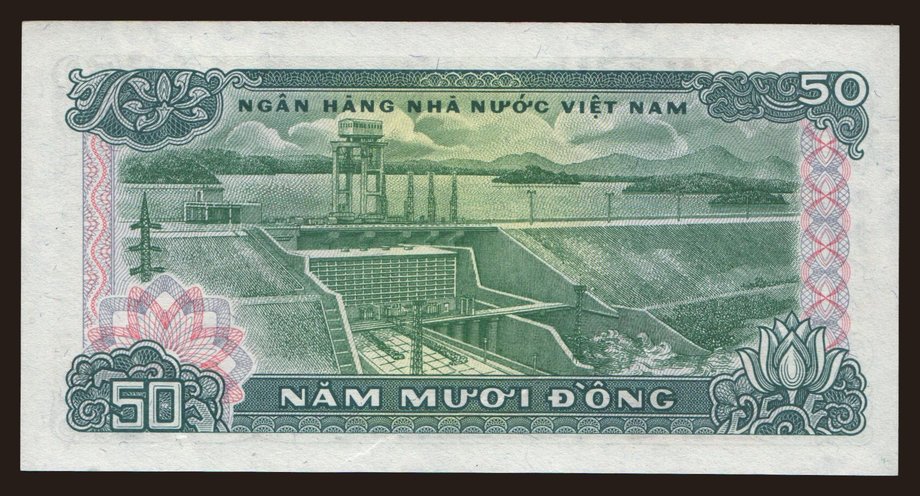 50
NGÂN HÀNG NHÀ NƯỚC VIỆT NAM
50
NĂM MƯƠI ĐỒNG